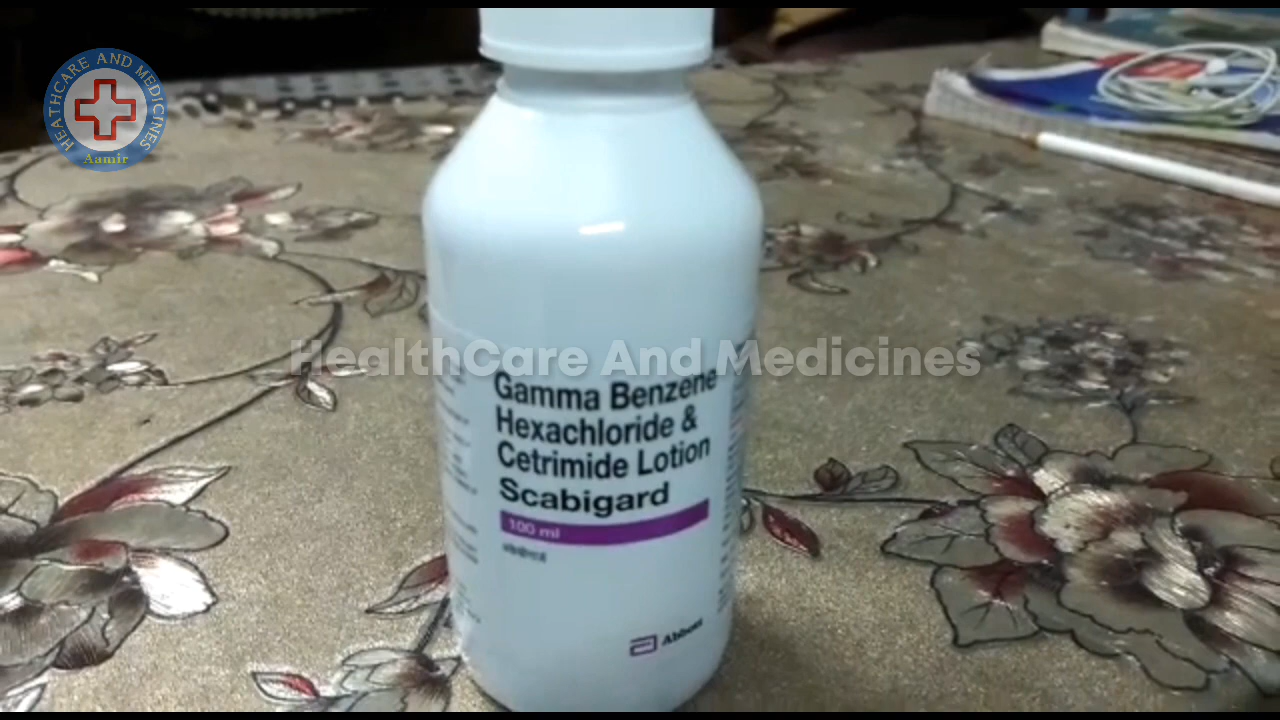 HEATHCARE AND MEDICINES
Aamir
HealthCare And Medicines
Gamma Benzene
Hexachloride &
Cetrimide Lotion
Scabigard
100 ml
Abbott